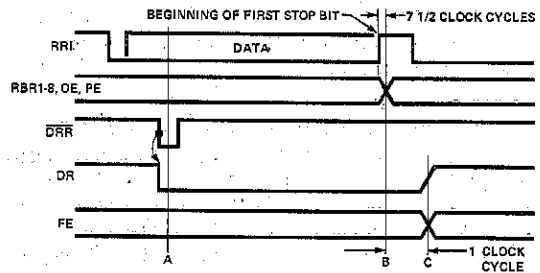 BEGINNING OF FIRST STOP BIT
7 1/2 CLOCK CYCLES
RRI
DATA
RBR1-8, OE, PE
DRR
DR
FE
A
B
C
1 CLOCK
CYCLE